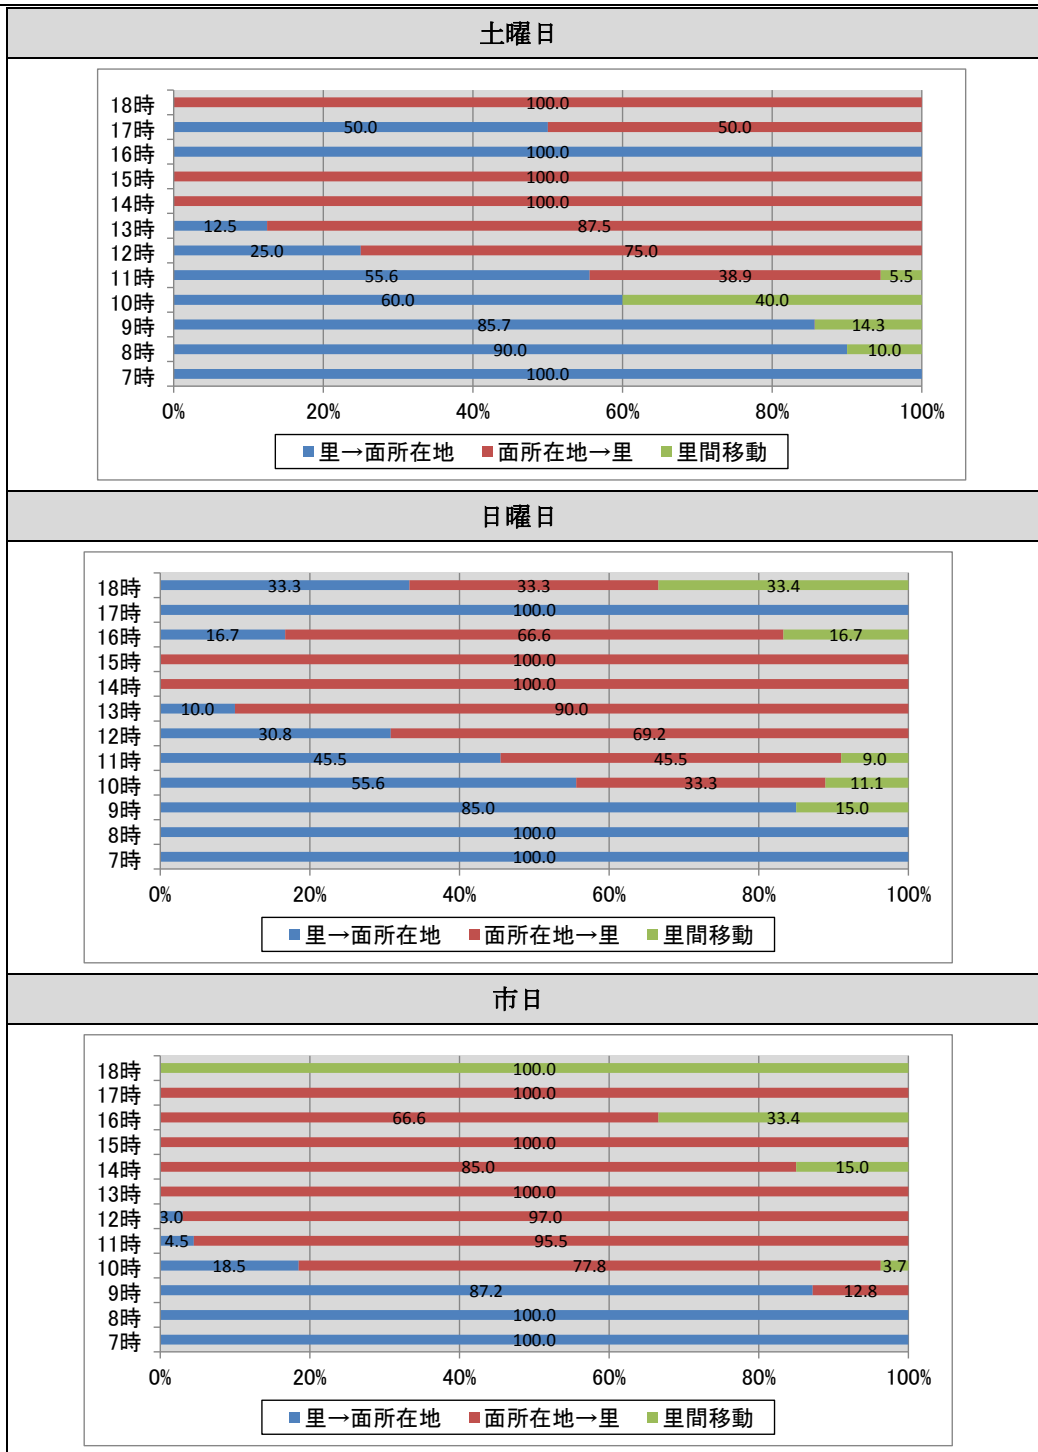 土曜日
18時 100.0
17時 50.0 50.0
16時 100.0
15時 100.0
14時 100.0
13時 12.5 87.5
12時 25.0 75.0
11時 55.6 38.9 5.5
10時 60.0 40.0
9時 85.7 14.3
8時 90.0 10.0
7時 100.0
0% 20% 40% 60% 80% 100%
里→面所在地 面所在地→里 里間移動
日曜日
18時 33.3 33.3 33.4
17時 100.0
16時 16.7 66.6 16.7
15時 100.0
14時 100.0
13時 10.0 90.0
12時 30.8 69.2
11時 45.5 45.5 9.0
10時 55.6 33.3 11.1
9時 85.0 15.0
8時 100.0
7時 100.0
0% 20% 40% 60% 80% 100%
里→面所在地 面所在地→里 里間移動
市日
18時 100.0
17時 100.0
16時 66.6 33.4
15時 100.0
14時 85.0 15.0
13時 100.0
12時 3.0 97.0
11時 4.5 95.5
10時 18.5 77.8 3.7
9時 87.2 12.8
8時 100.0
7時 100.0
0% 20% 40% 60% 80% 100%
里→面所在地 面所在地→里 里間移動